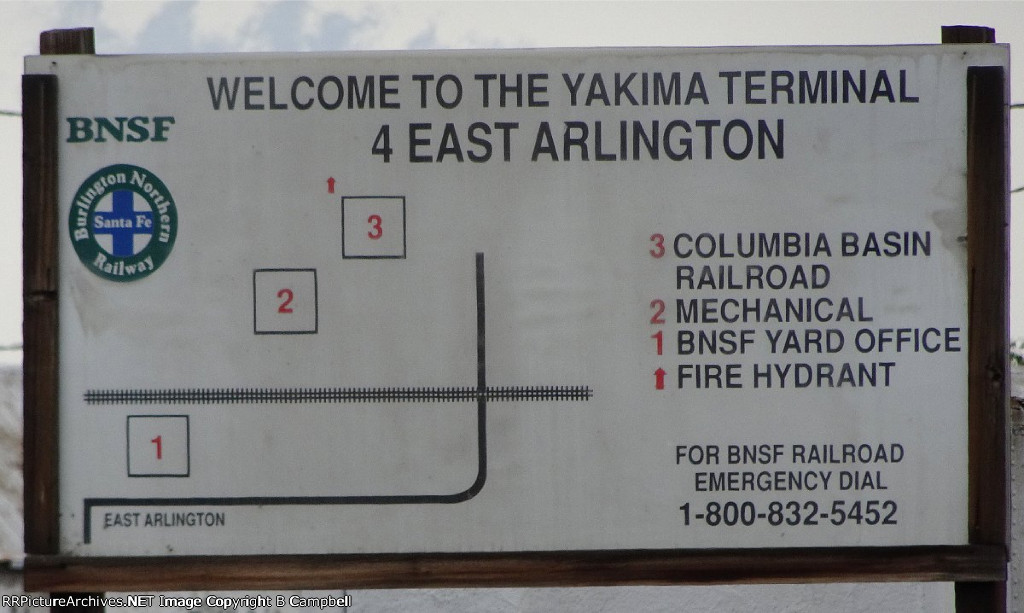 WELCOME TO THE YAKIMA TERMINAL
4 EAST ARLINGTON
BNSF
Burlington Northern
Santa Fe
Railway
3
2
1
EAST ARLINGTON
3 COLUMBIA BASIN
RAILROAD
2 MECHANICAL
1 BNSF YARD OFFICE
FIRE HYDRANT
FOR BNSF RAILROAD
EMERGENCY DIAL
1-800-832-5452
RRPictureArchives.NET Image Copyright B Campbell